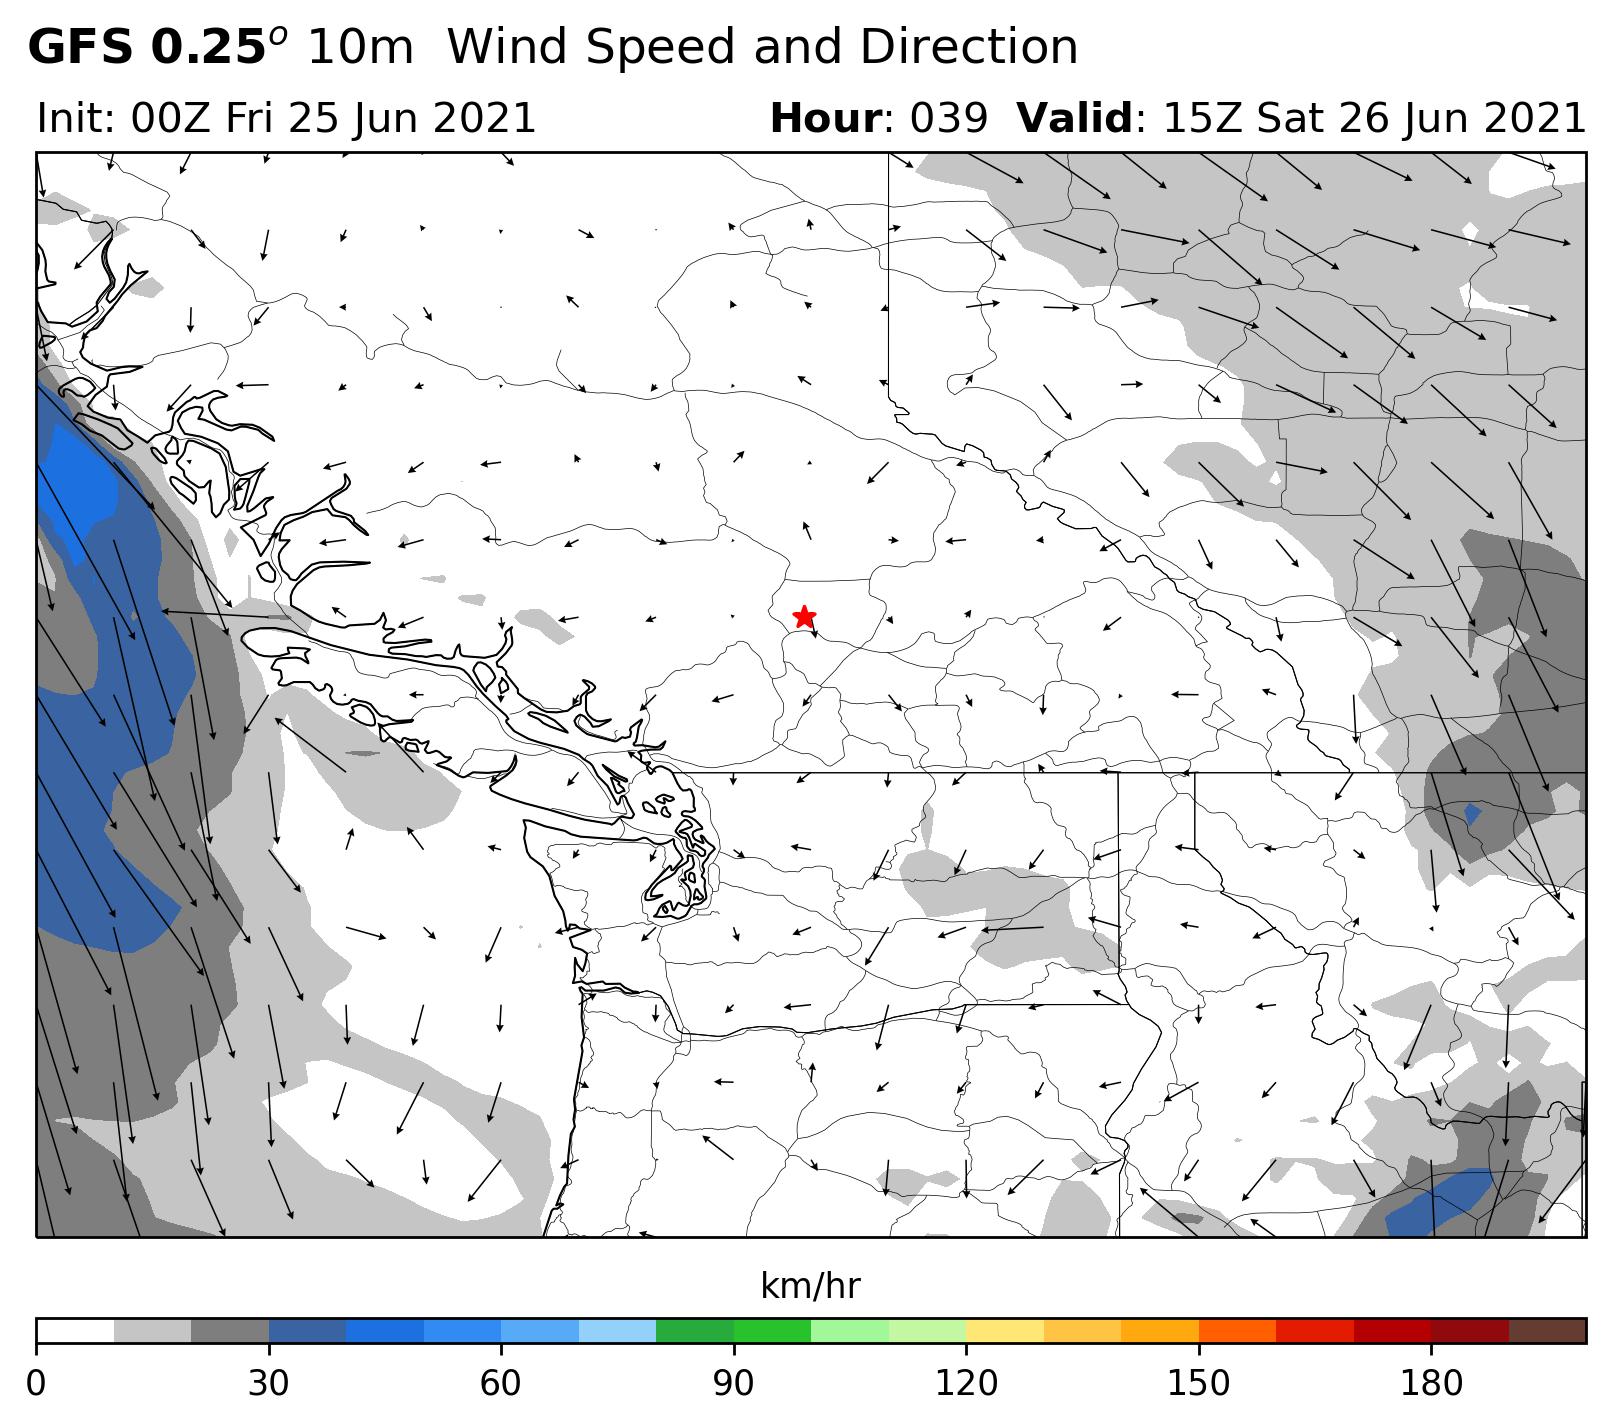 GFS 0.25° 10m Wind Speed and Direction
Init: 00Z Fri 25 Jun 2021 Hour: 039 Valid: 15Z Sat 26 Jun 2021
km/hr
0 30 60 90 120 150 180